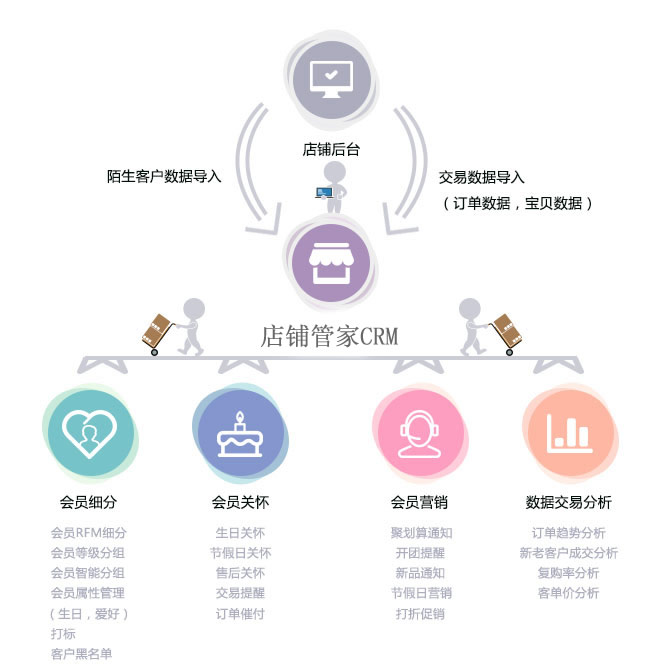 店铺后台
陌生客户数据导入
交易数据导入
（订单数据，宝贝数据）
店铺管家CRM
会员细分
会员RFM细分
会员等级分组
会员智能分组
会员属性管理
（生日，爱好）
打标
客户黑名单
会员关怀
生日关怀
节假日关怀
售后关怀
交易提醒
订单催付
会员营销
聚划算通知
开团提醒
新品通知
节假日营销
打折促销
数据交易分析
订单趋势分析
新老客户成交分析
复购率分析
客单价分析